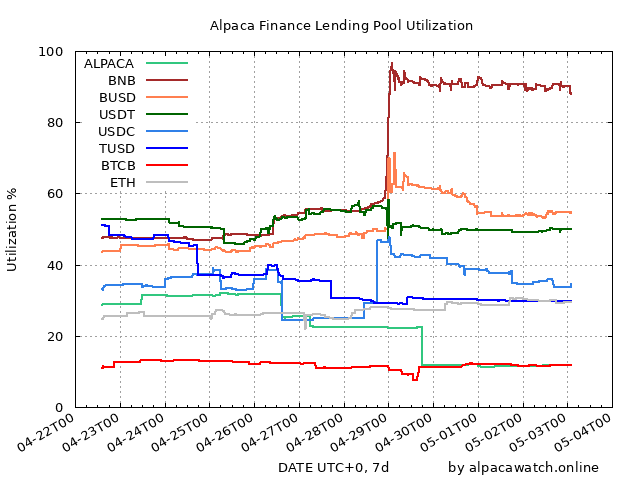 Alpaca Finance Lending Pool Utilization
100
80
60
40
20
0
Utilization %
ALPACA
BNB
BUSD
USDT
USDC
TUSD
BTCB
ETH
04-22T00
04-23T00
04-24T00
04-25T00
04-26T00
04-27T00
04-28T00
04-29T00
04-30T00
05-01T00
05-02T00
05-03T00
05-04T00
DATE UTC+0, 7d
by alpacawatch.online